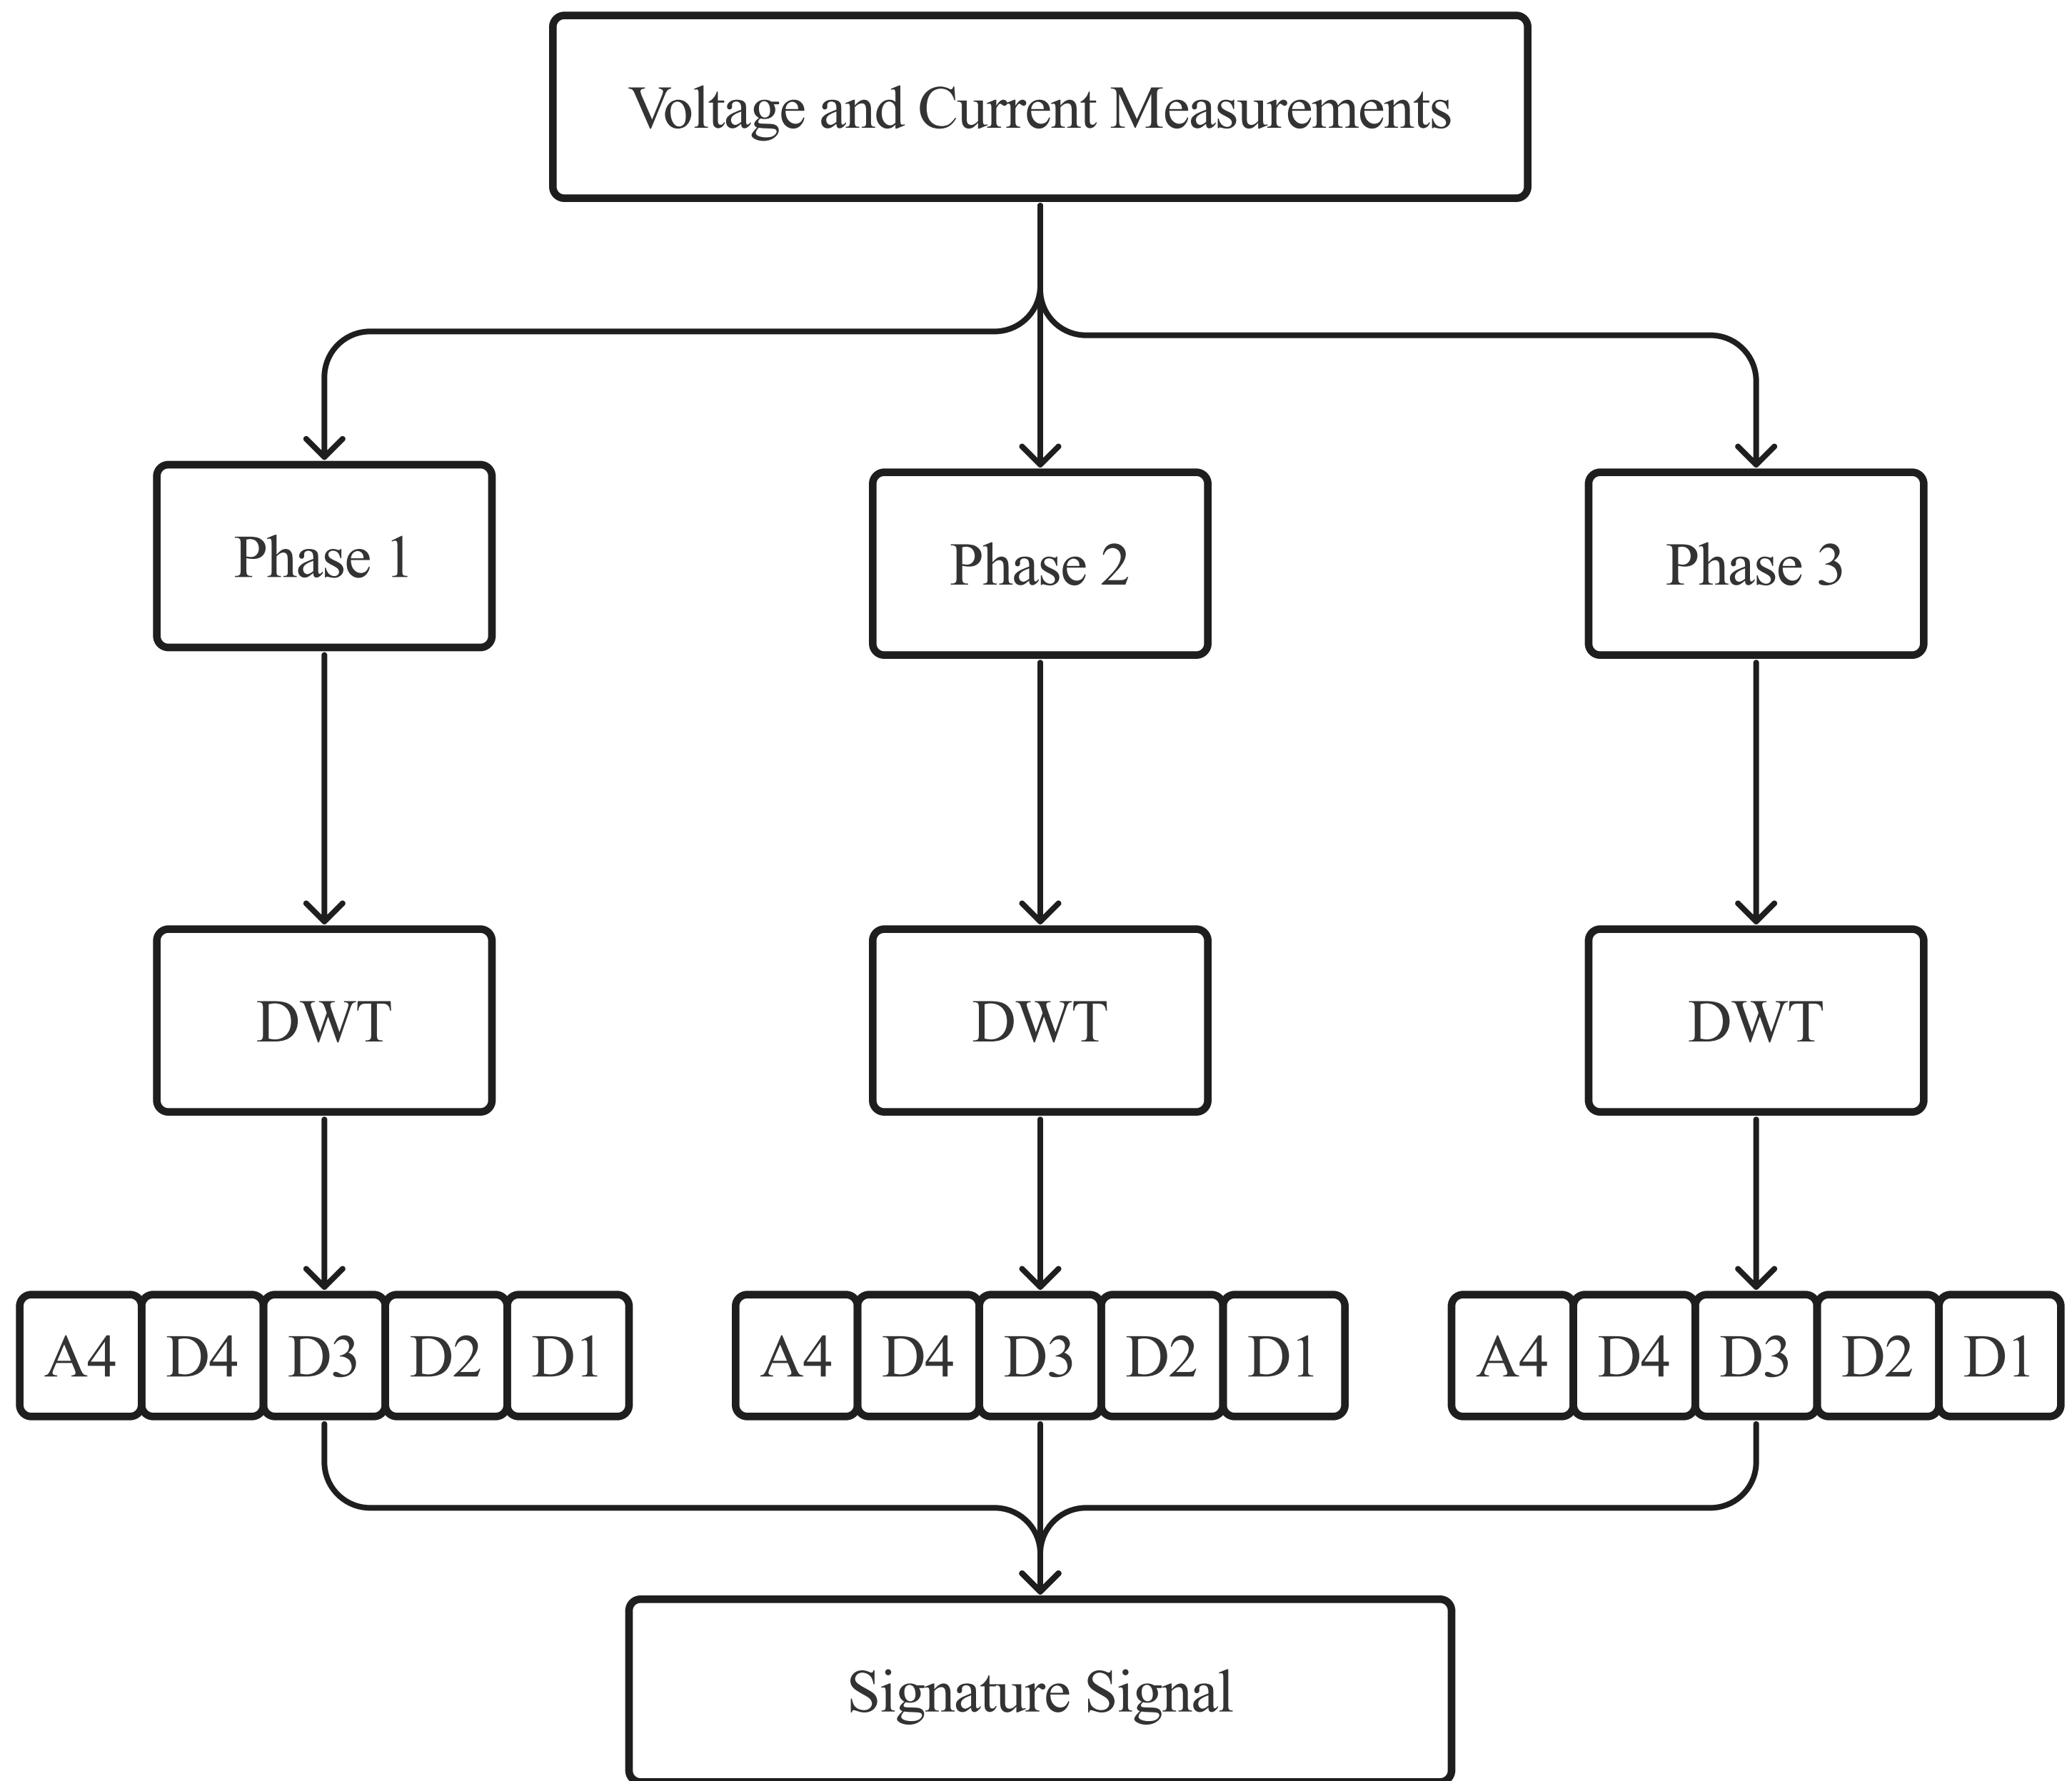 Voltage and Current Measurements
Phase 1
Phase 2
Phase 3
DWT
DWT
DWT
A4 D4 D3 D2 D1
A4 D4 D3 D2 D1
A4 D4 D3 D2 D1
Signature Signal